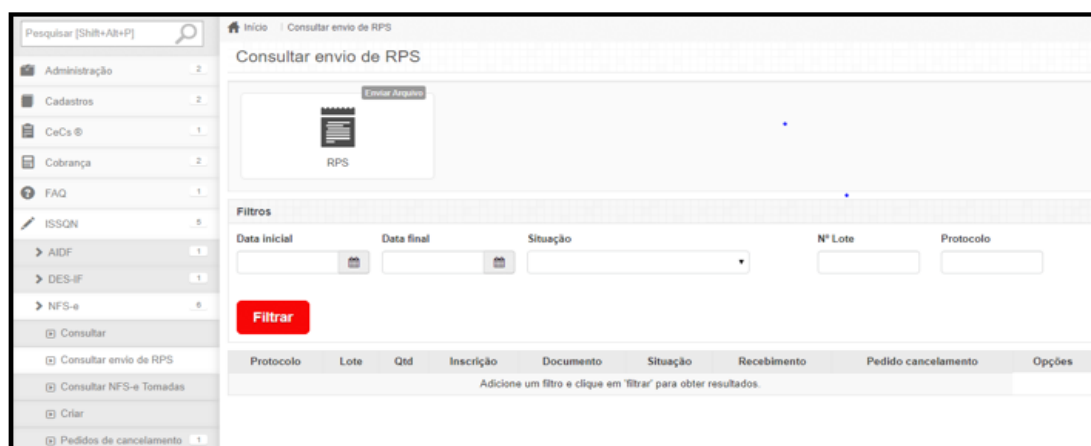 Pesquisar [Shift+Alt+P]
Administração 2
Cadastros 2
CeCs ® 1
Cobrança 2
FAQ 1
ISSQN 5
AIDF 1
DES-IF 1
NFS-e 6
Consultar
Consultar envio de RPS
Consultar NFS-e Tomadas
Criar
Pedidos de cancelamento 1
Início Consultar envio de RPS
Consultar envio de RPS
Enviar Arquivo
RPS
Filtros
Data inicial Data final Situação Nº Lote Protocolo
Filtrar
Protocolo Lote Qtd Inscrição Documento Situação Recebimento Pedido cancelamento Opções
Adicione um filtro e clique em 'filtrar' para obter resultados.